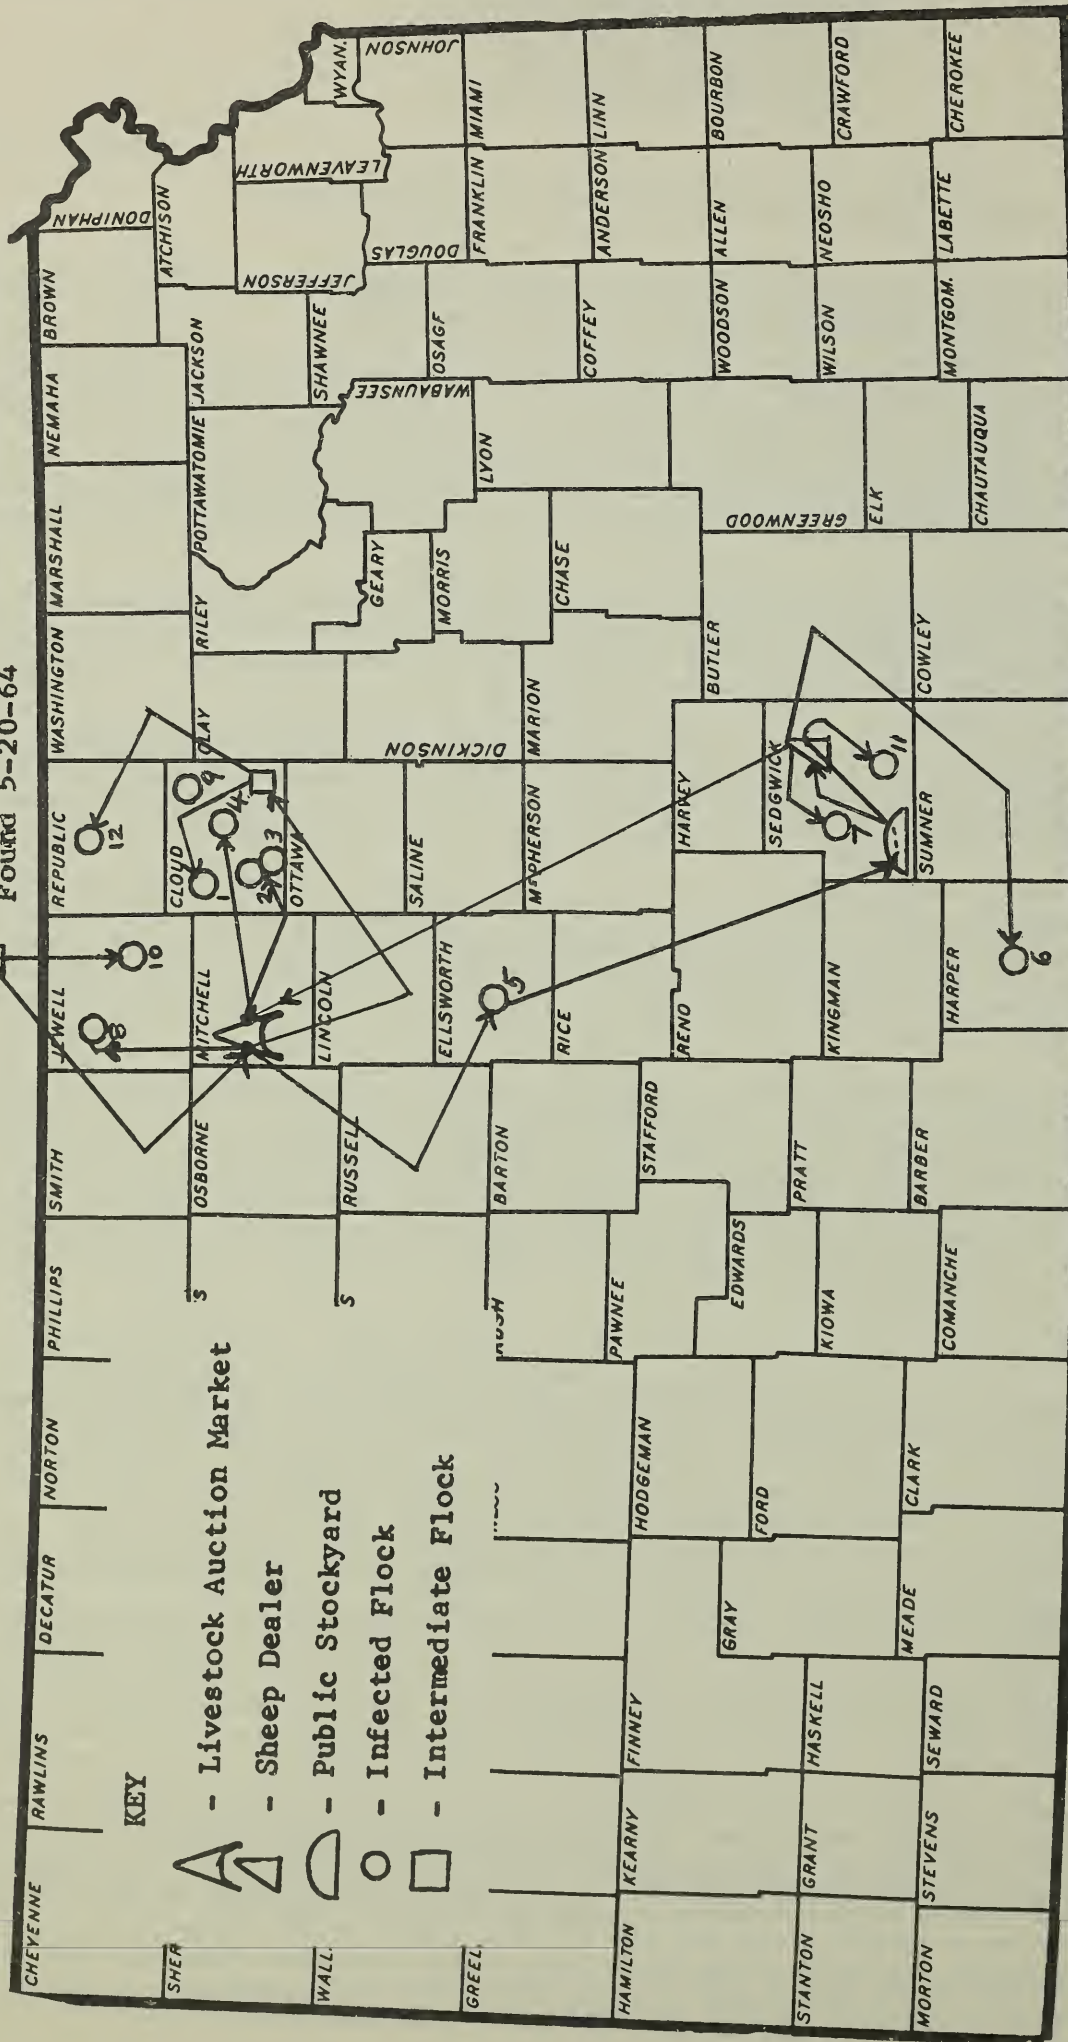 Found 5-20-64
CHEYENNE
RAWLINS
DECATUR
NORTON
PHILLIPS
SMITH
JEWELL
REPUBLIC
WASHINGTON
MARSHALL
NEMAHA
BROWN
DONIPHAN
SHER
S
OSBORNE
MITCHELL
CLOUD
CLAY
RILEY
POTTAWATOMIE
JACKSON
ATCHISON
JEFFERSON
LEAVENWORTH
WYAN.
WALL.
S
RUSSELL
LINCOLN
OTTAWA
DICKINSON
GEARY
WABAUNSEE
SHAWNEE
DOUGLAS
JOHNSON
GREEL
BARTON
ELLSWORTH
SALINE
MORRIS
OSAGE
FRANKLIN
MIAMI
HAMILTON
KEARNY
FINNEY
HODGEMAN
PAWNEE
STAFFORD
RICE
McPHERSON
MARION
CHASE
LYON
COFFEY
ANDERSON
LINN
STANTON
GRANT
HASKELL
GRAY
FORD
EDWARDS
KIOWA
PRATT
RENO
KINGMAN
HARVEY
SEDGWICK
BUTLER
GREENWOOD
WOODSON
ALLEN
BOURBON
MORTON
STEVENS
SEWARD
MEADE
CLARK
COMANCHE
BARBER
HARPER
SUMNER
COWLEY
ELK
CHAUTAUQUA
WILSON
MONTGOM.
NEOSHO
LABETTE
CRAWFORD
CHEROKEE
KEY
- Livestock Auction Market
- Sheep Dealer
- Public Stockyard
- Infected Flock
- Intermediate Flock
1
2
3
4
5
6
7
8
9
10
11
12